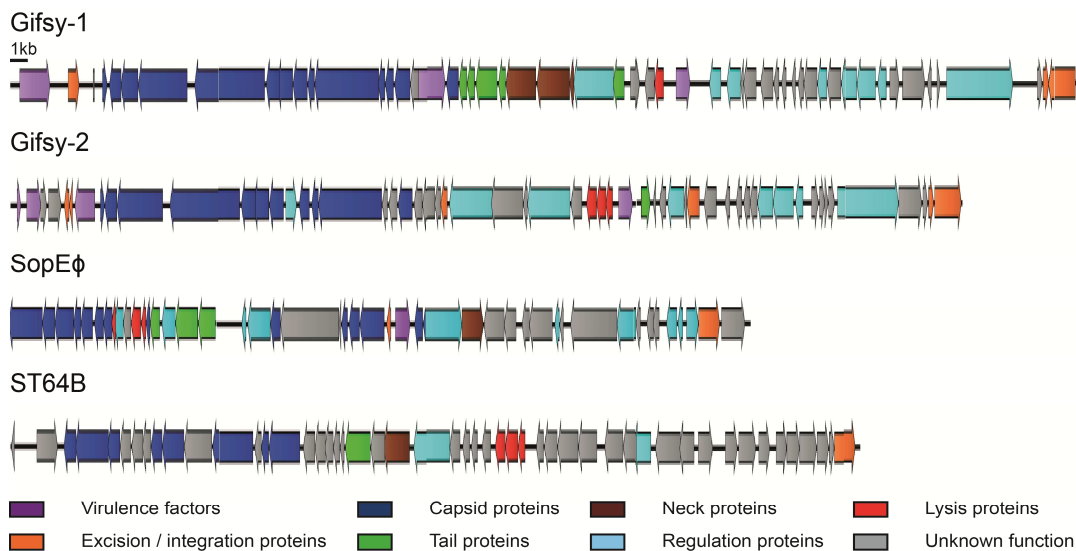 Gifsy-1
1kb
Gifsy-2
SopEϕ
ST64B
Virulence factors Capsid proteins Neck proteins Lysis proteins
Excision / integration proteins Tail proteins Regulation proteins Unknown function